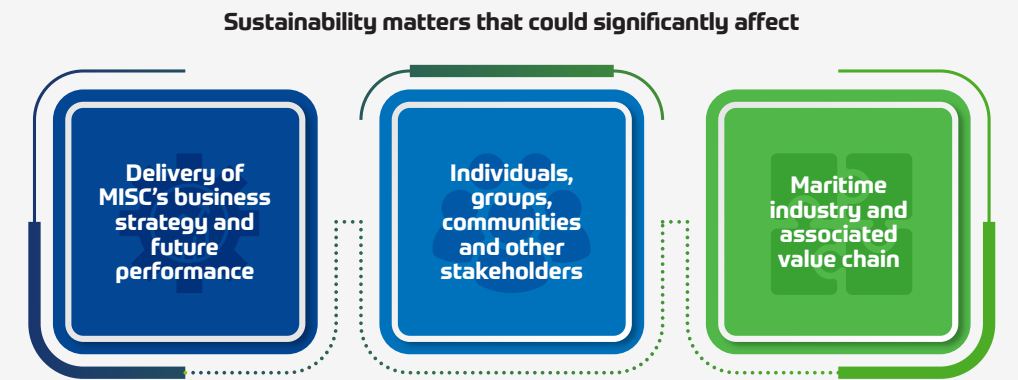 Sustainability matters that could significantly affect
Delivery of
MISC's business
strategy and
future
performance
Individuals,
groups,
communities
and other
stakeholders
Maritime
industry and
associated
value chain